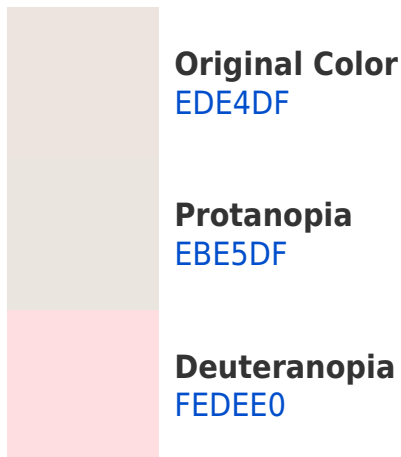 Original Color
EDE4DF
Protanopia
EBE5DF
Deuteranopia
FEDEE0